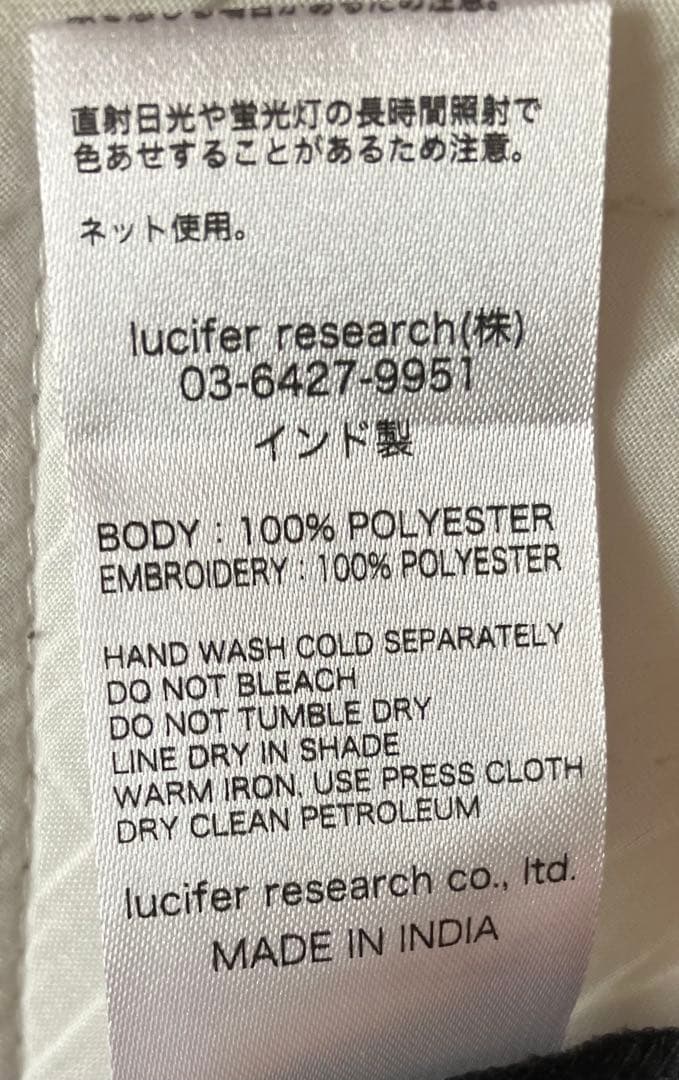 直射日光や蛍光灯の長時間照射で
色あせすることがあるため注意。
ネット使用。
lucifer research(株)
03-6427-9951
インド製
BODY : 100% POLYESTER
EMBROIDERY : 100% POLYESTER
HAND WASH COLD SEPARATELY
DO NOT BLEACH
DO NOT TUMBLE DRY
LINE DRY IN SHADE
WARM IRON. USE PRESS CLOTH
DRY CLEAN PETROLEUM
lucifer research co., ltd.
MADE IN INDIA